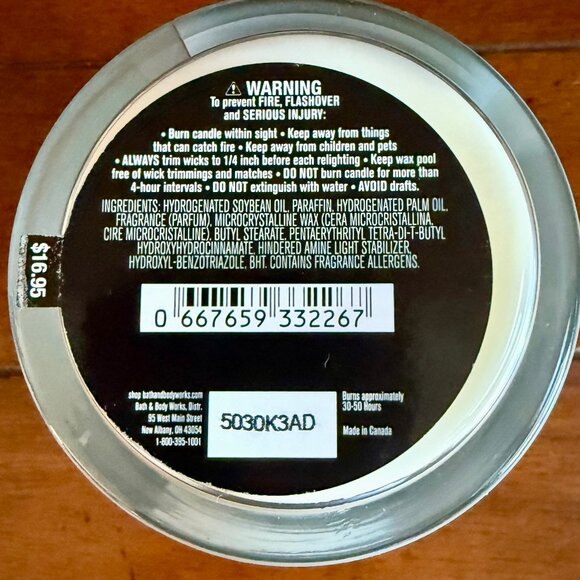 ⚠ WARNING
To prevent FIRE, FLASHOVER
and SERIOUS INJURY:
• Burn candle within sight • Keep away from things
that can catch fire • Keep away from children and pets
• ALWAYS trim wicks to 1/4 inch before each relighting • Keep wax pool
free of wick trimmings and matches • DO NOT burn candle for more than
4-hour intervals • DO NOT extinguish with water • AVOID drafts.
INGREDIENTS: HYDROGENATED SOYBEAN OIL, PARAFFIN, HYDROGENATED PALM OIL,
FRAGRANCE (PARFUM), MICROCRYSTALLINE WAX (CERA MICROCRISTALLINA,
CIRE MICROCRISTALLINE), BUTYL STEARATE, PENTAERYTHRITYL TETRA-DI-T-BUTYL
HYDROXYHYDROCINNAMATE, HINDERED AMINE LIGHT STABILIZER,
HYDROXYL-BENZOTRIAZOLE, BHT. CONTAINS FRAGRANCE ALLERGENS.
$16.95
0 667659 332267
shop bathandbodyworks.com
Bath & Body Works, Distr.
95 West Main Street
New Albany, OH 43054
1-800-395-1001
5030K3AD
Burns approximately
30-50 Hours
Made in Canada